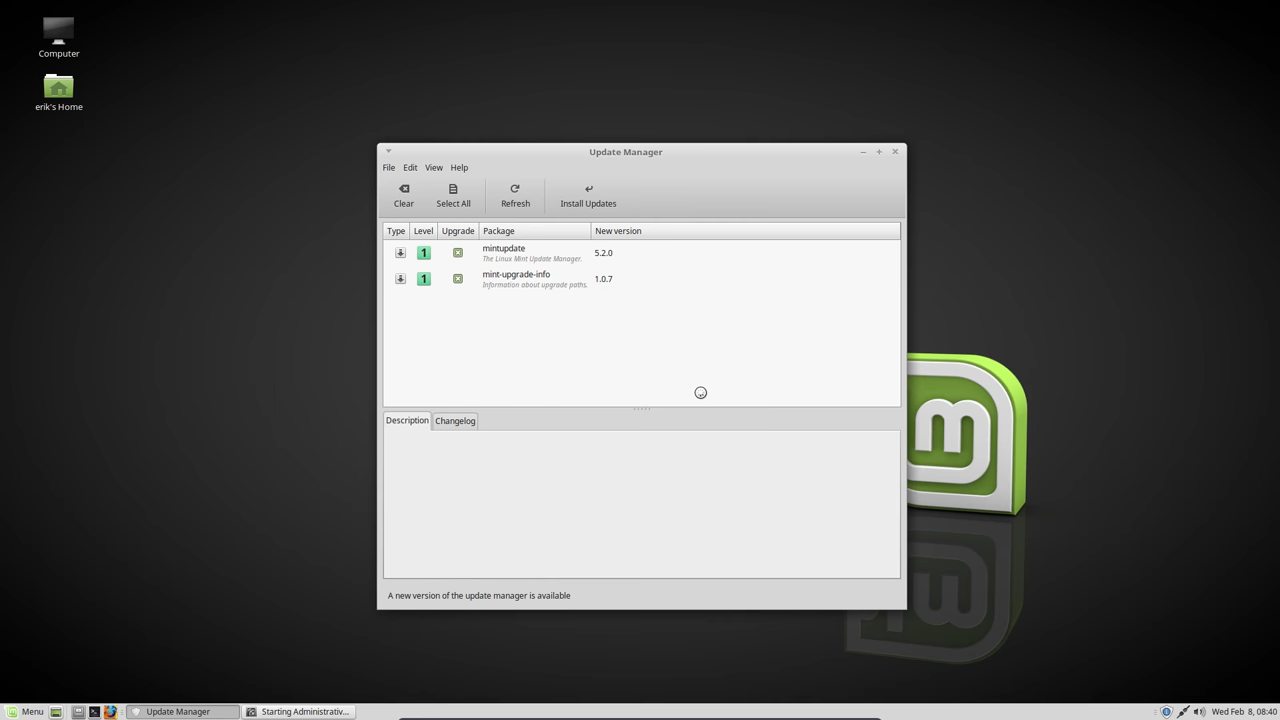 Computer
erik's Home
Update Manager
File Edit View Help
Clear Select All Refresh Install Updates
Type Level Upgrade Package New version
1 mintupdate 5.2.0
The Linux Mint Update Manager.
1 mint-upgrade-info 1.0.7
Information about upgrade paths.
Description Changelog
A new version of the update manager is available
Menu Update Manager Starting Administrativ... Wed Feb 8, 08:40